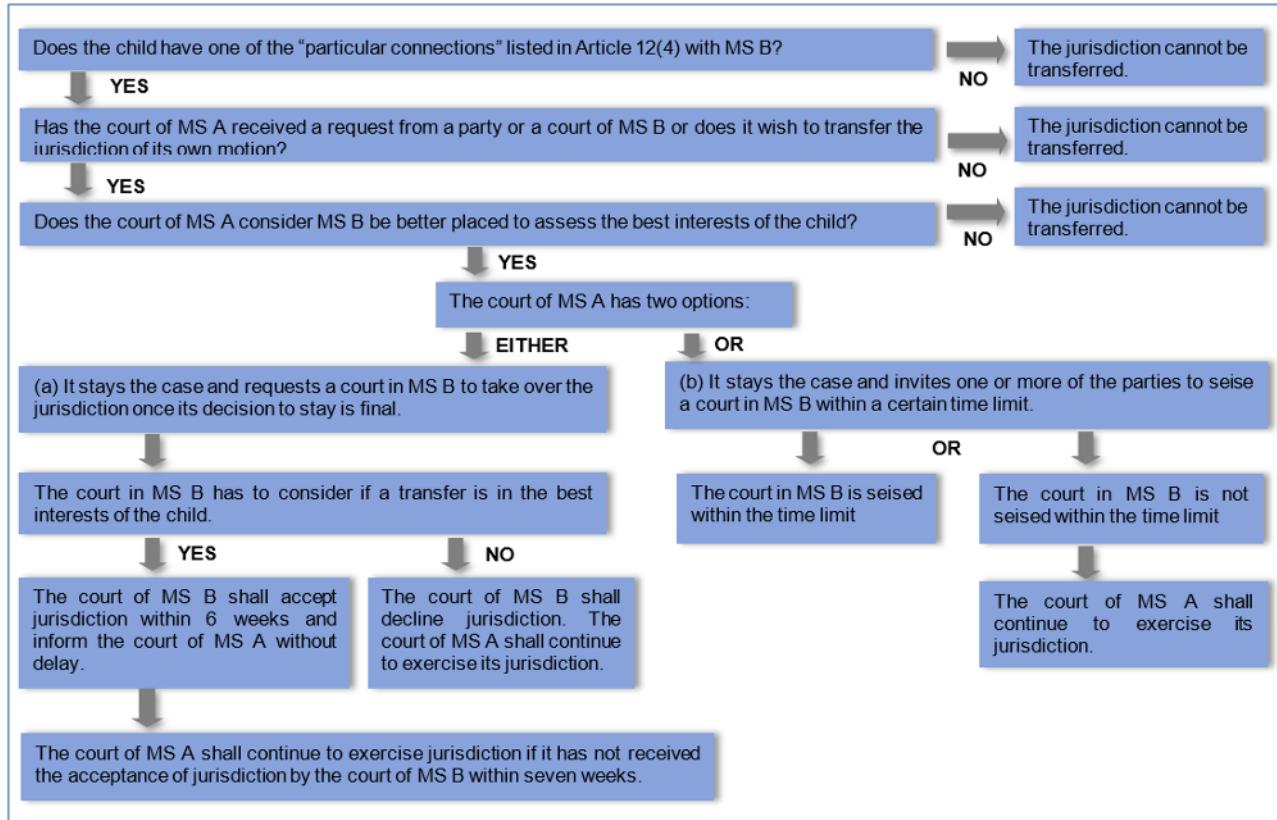 Does the child have one of the “particular connections” listed in Article 12(4) with MS B?
The jurisdiction cannot be
transferred.
NO
YES
Has the court of MS A received a request from a party or a court of MS B or does it wish to transfer the
jurisdiction of its own motion?
The jurisdiction cannot be
transferred.
NO
YES
Does the court of MS A consider MS B be better placed to assess the best interests of the child?
The jurisdiction cannot be
transferred.
NO
YES
The court of MS A has two options:
EITHER
OR
(a) It stays the case and requests a court in MS B to take over the
jurisdiction once its decision to stay is final.
(b) It stays the case and invites one or more of the parties to seise
a court in MS B within a certain time limit.
OR
The court in MS B has to consider if a transfer is in the best
interests of the child.
The court in MS B is seised
within the time limit
The court in MS B is not
seised within the time limit
YES
NO
The court of MS B shall accept
jurisdiction within 6 weeks and
inform the court of MS A without
delay.
The court of MS B shall
decline jurisdiction. The
court of MS A shall continue
to exercise its jurisdiction.
The court of MS A shall
continue to exercise its
jurisdiction.
The court of MS A shall continue to exercise jurisdiction if it has not received
the acceptance of jurisdiction by the court of MS B within seven weeks.